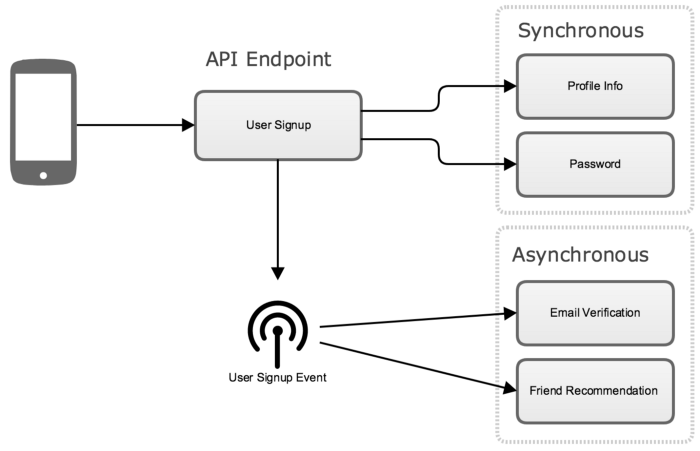 Synchronous
API Endpoint
Profile Info
User Signup
Password
Asynchronous
Email Verification
User Signup Event
Friend Recommendation